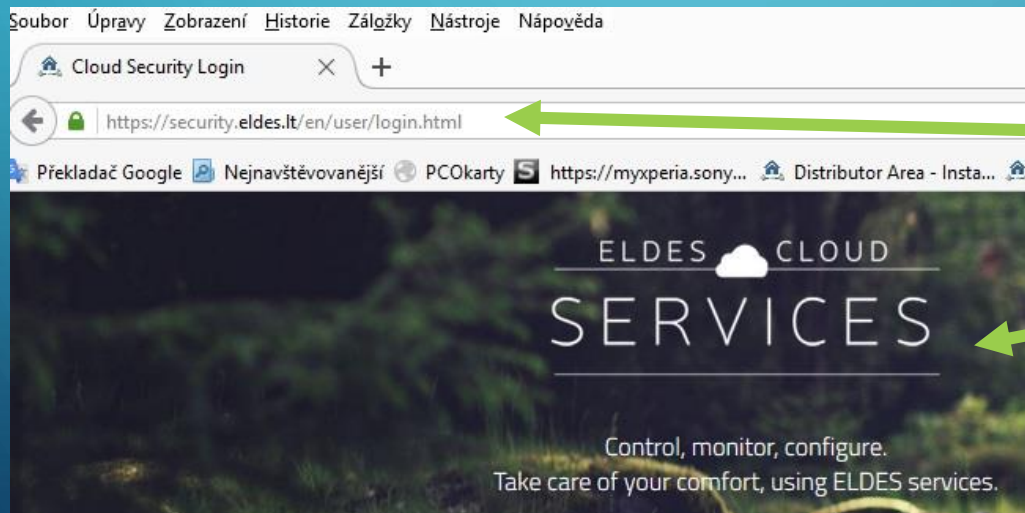 Soubor Úpravy Zobrazení Historie Záložky Nástroje Nápověda
Cloud Security Login
https://security.eldes.lt/en/user/login.html
Překladač Google Nejnavštěvovanější PCOkarty https://myxperia.sony... Distributor Area - Insta...
ELDES CLOUD
SERVICES
Control, monitor, configure.
Take care of your comfort, using ELDES services.